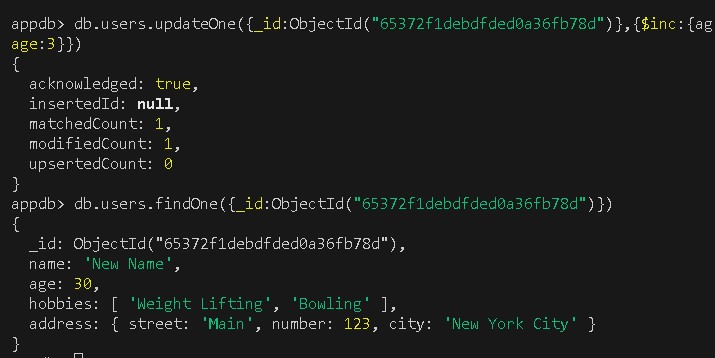 appdb> db.users.updateOne({_id:ObjectId("65372f1debdfded0a36fb78d")},{$inc:{ag
age:3}})
{
  acknowledged: true,
  insertedId: null,
  matchedCount: 1,
  modifiedCount: 1,
  upsertedCount: 0
}
appdb> db.users.findOne({_id:ObjectId("65372f1debdfded0a36fb78d")})
{
  _id: ObjectId("65372f1debdfded0a36fb78d"),
  name: 'New Name',
  age: 30,
  hobbies: [ 'Weight Lifting', 'Bowling' ],
  address: { street: 'Main', number: 123, city: 'New York City' }
}